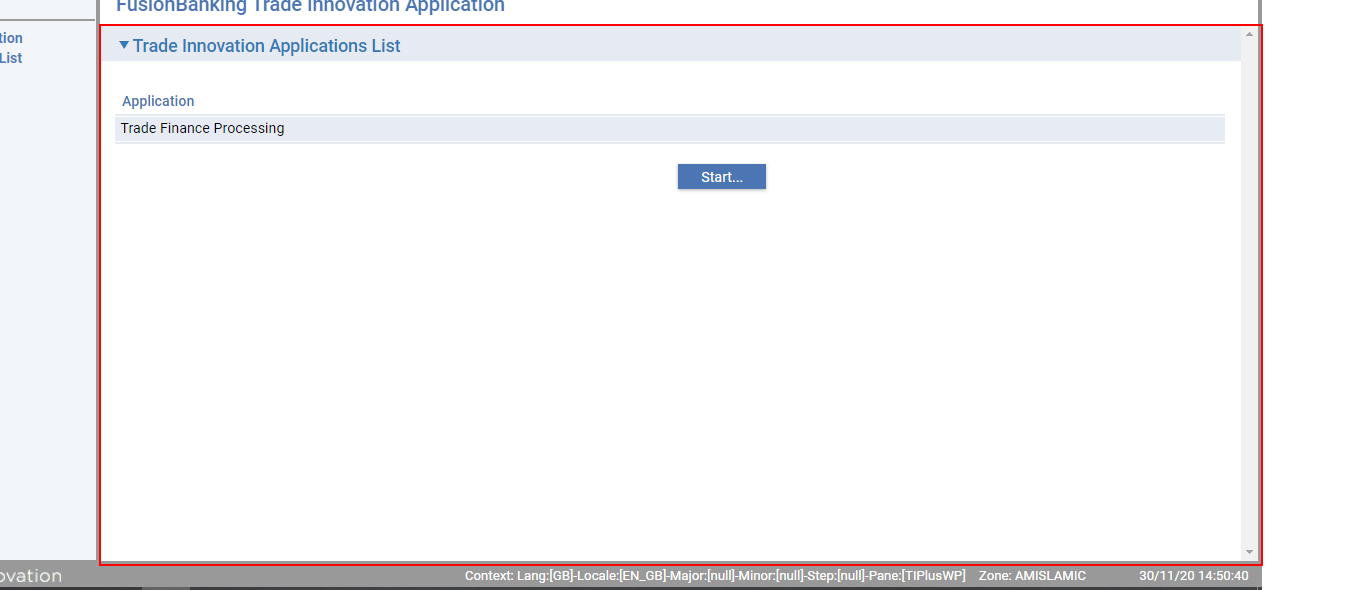 FusionBanking Trade Innovation Application
tion
List
Trade Innovation Applications List
Application
Trade Finance Processing
Start...
ovation
Context: Lang:[GB]-Locale:[EN_GB]-Major:[null]-Minor:[null]-Step:[null]-Pane:[TIPlusWP] Zone: AMISLAMIC 30/11/20 14:50:40